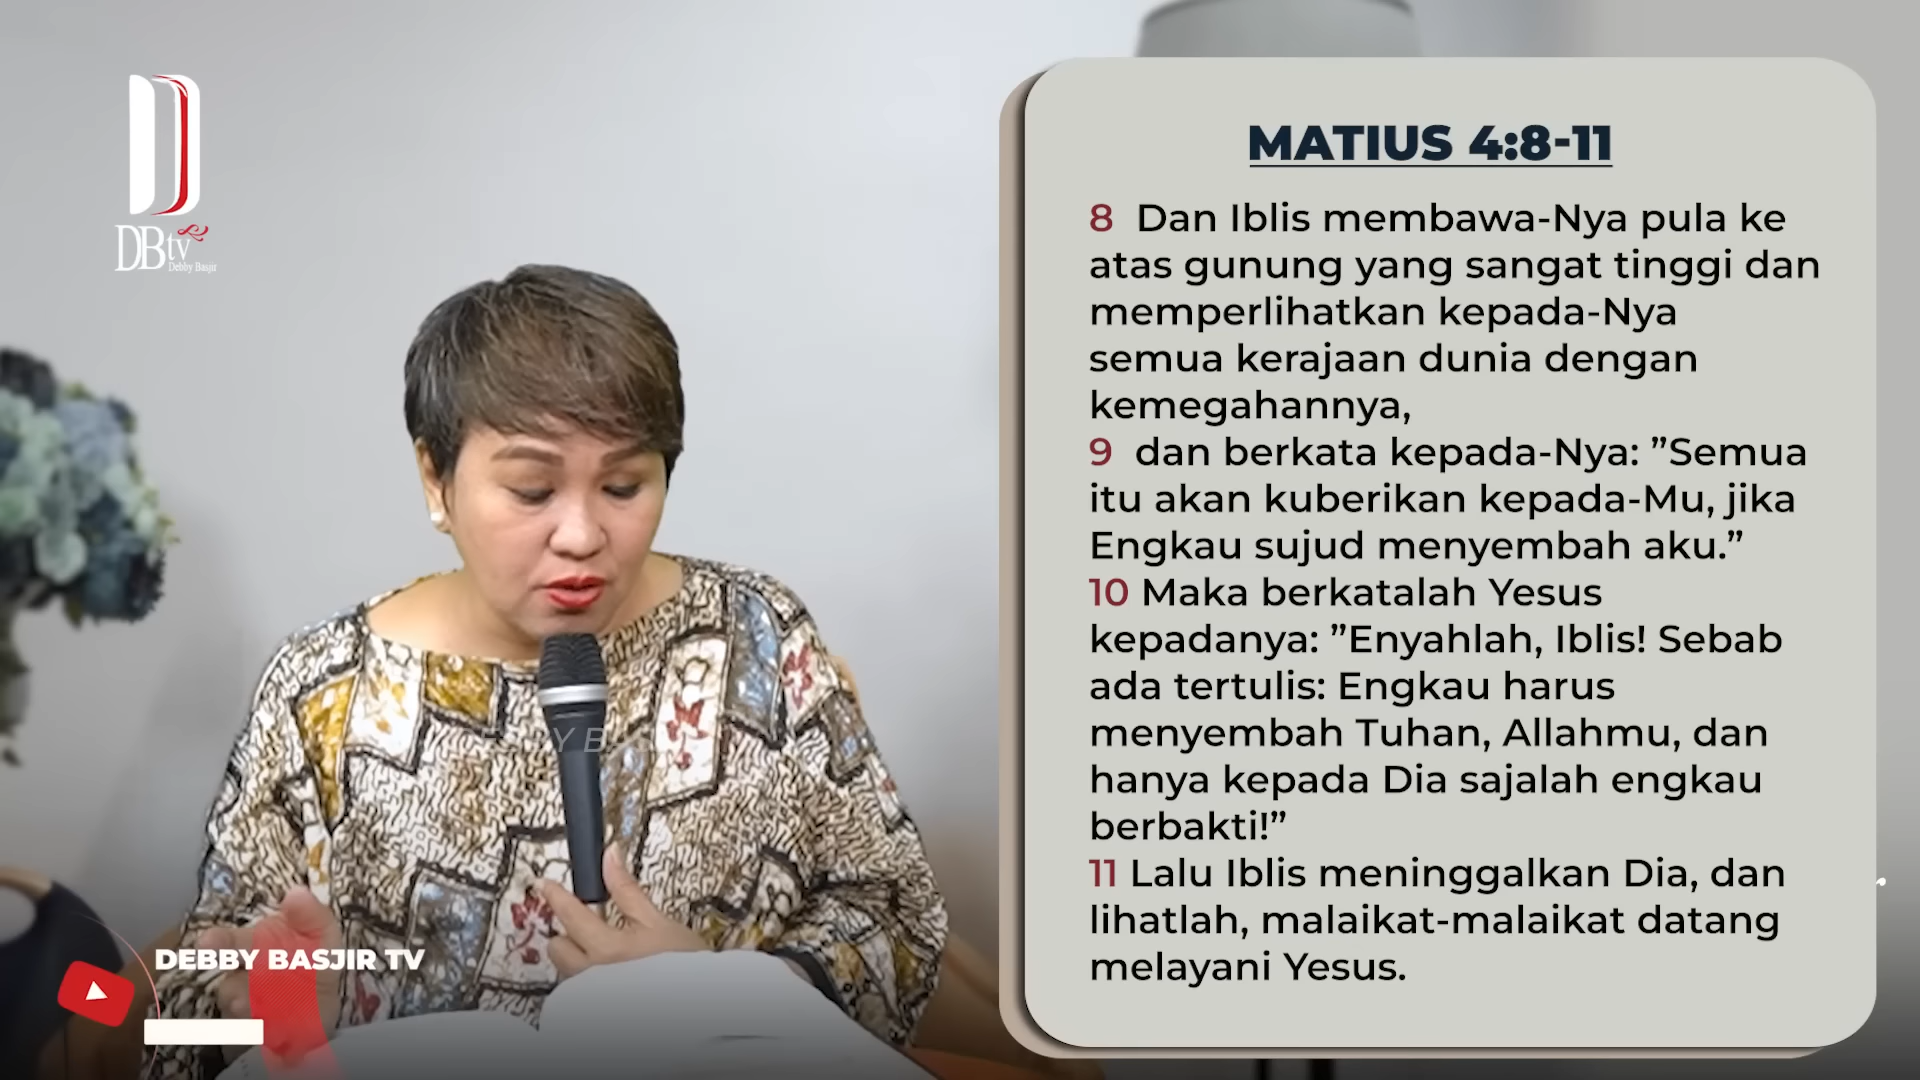 DBtv
Debby Basjir
MATIUS 4:8-11
8 Dan Iblis membawa-Nya pula ke
atas gunung yang sangat tinggi dan
memperlihatkan kepada-Nya
semua kerajaan dunia dengan
kemegahannya,
9 dan berkata kepada-Nya: ”Semua
itu akan kuberikan kepada-Mu, jika
Engkau sujud menyembah aku.”
10 Maka berkatalah Yesus
kepadanya: ”Enyahlah, Iblis! Sebab
ada tertulis: Engkau harus
menyembah Tuhan, Allahmu, dan
hanya kepada Dia sajalah engkau
berbakti!”
11 Lalu Iblis meninggalkan Dia, dan
lihatlah, malaikat-malaikat datang
melayani Yesus.
DEBBY BASJIR TV